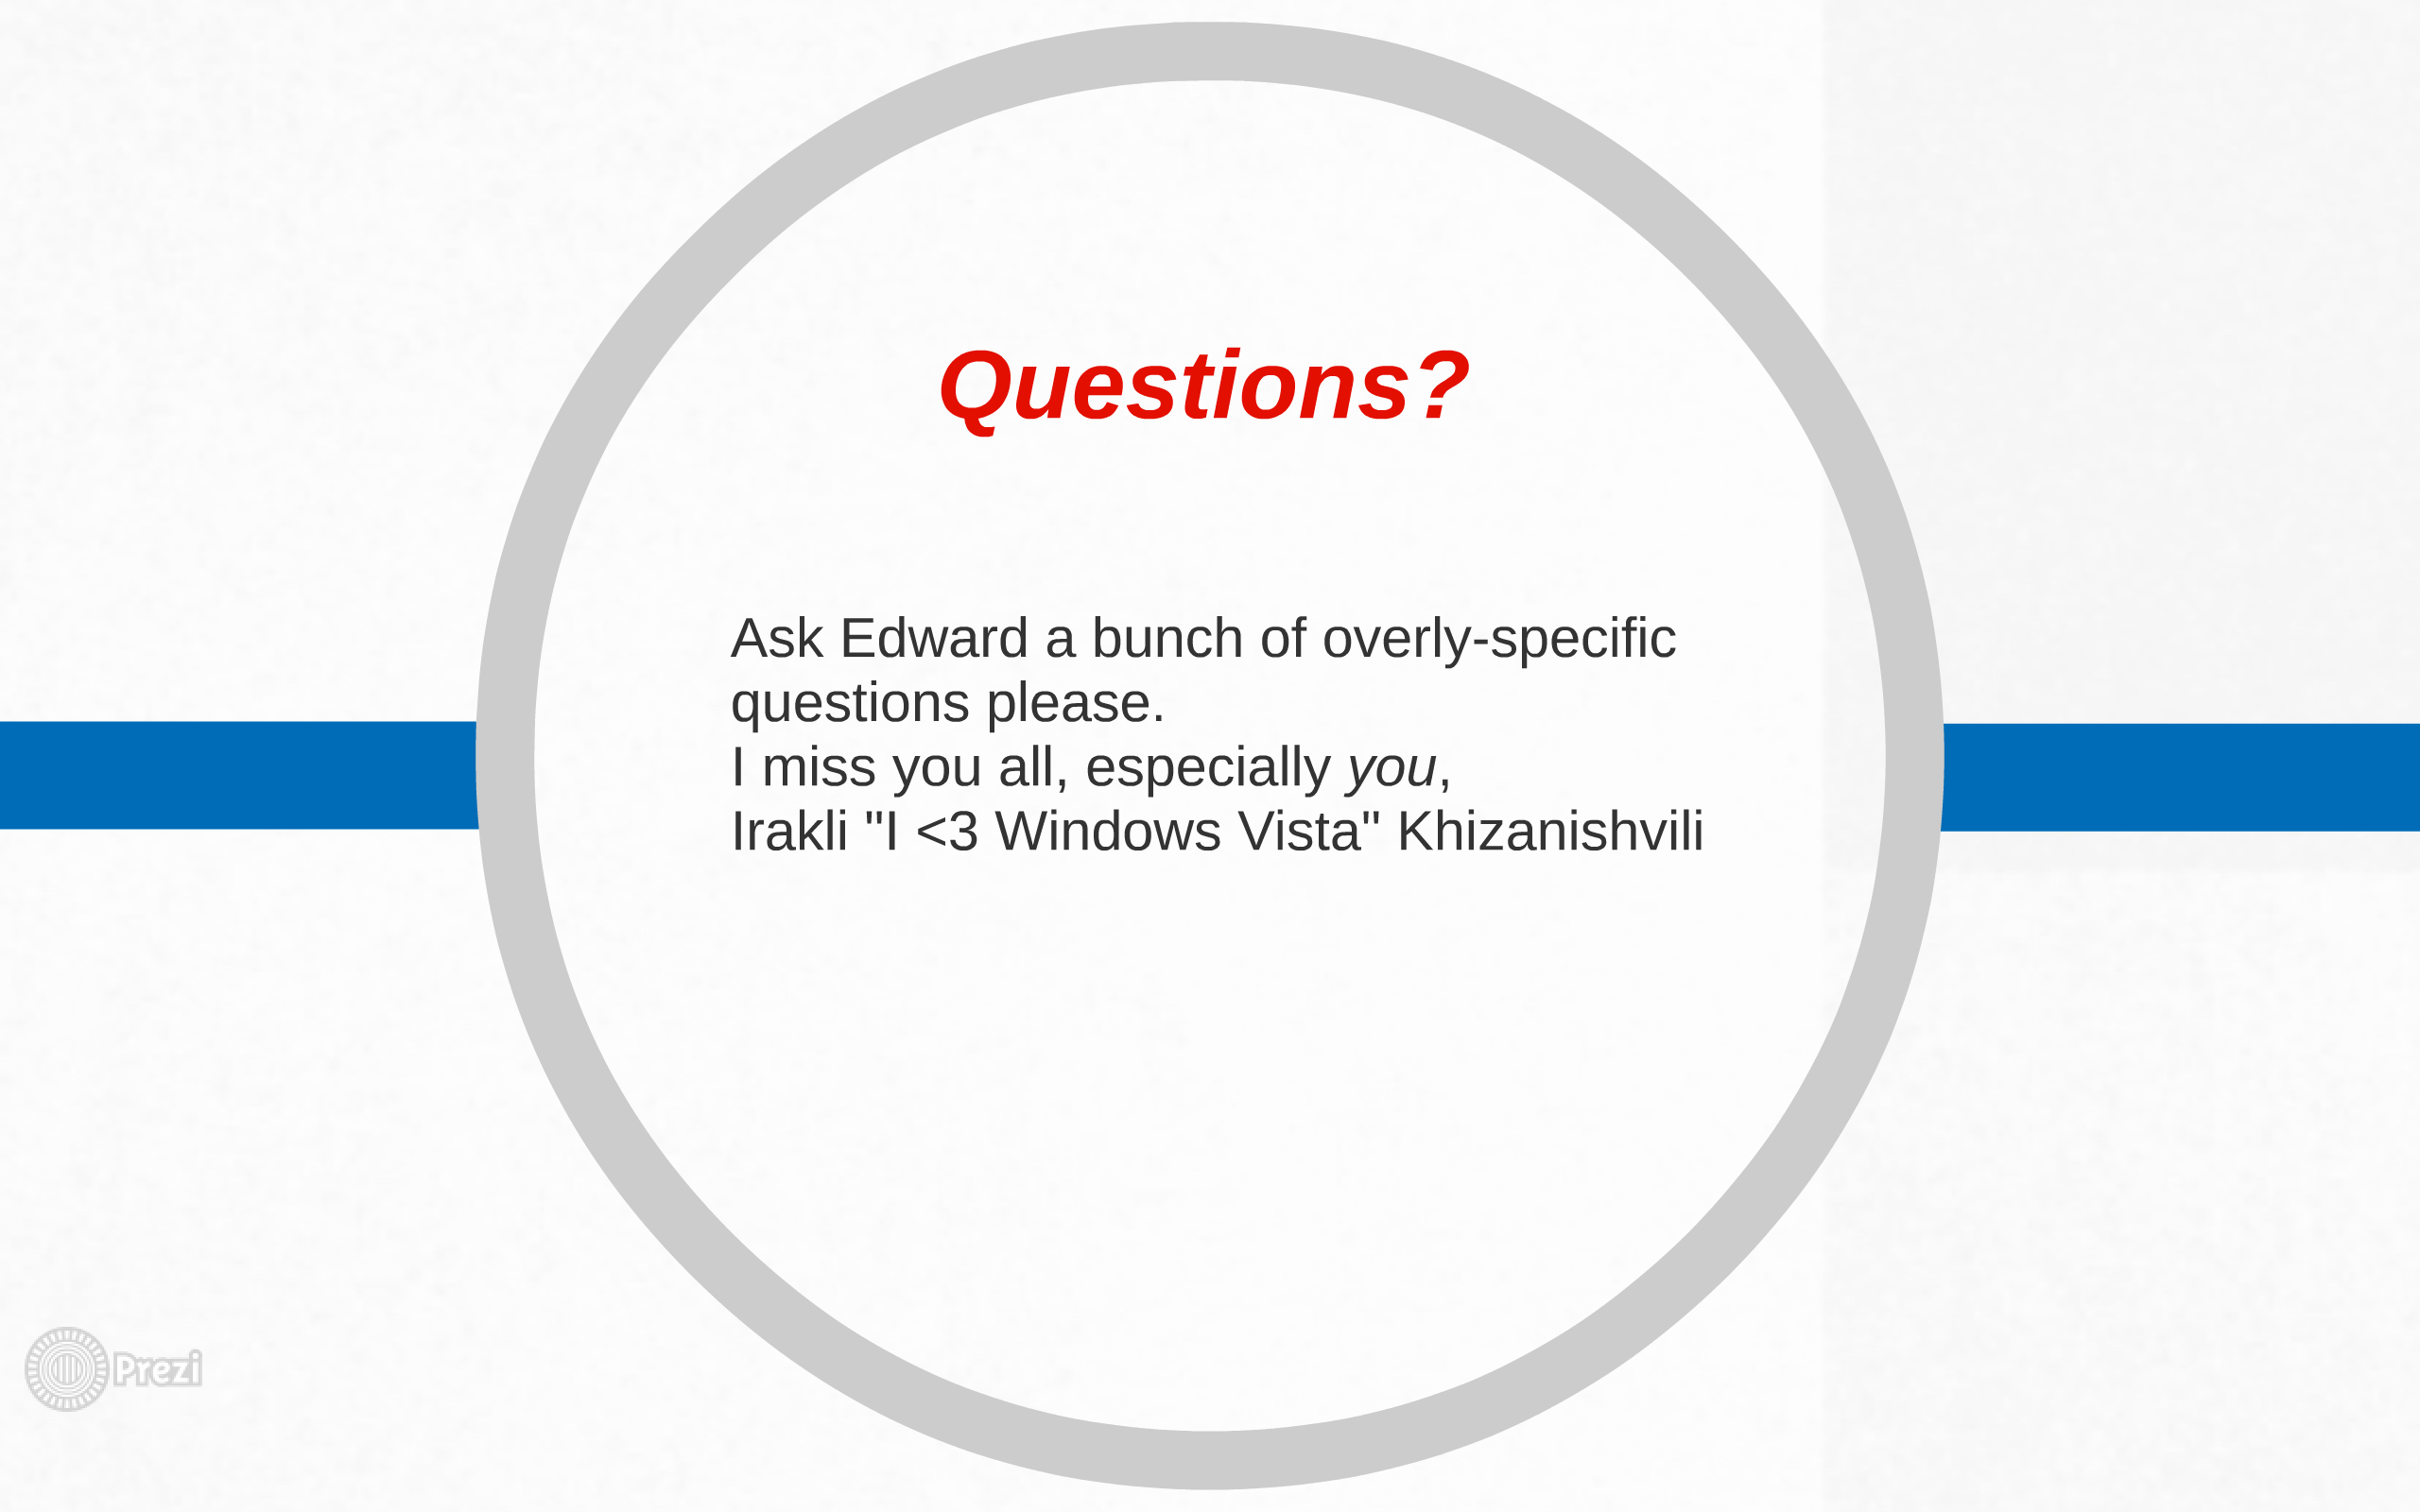 Questions?
Ask Edward a bunch of overly-specific
questions please.
I miss you all, especially you,
Irakli "I <3 Windows Vista" Khizanishvili
Prezi